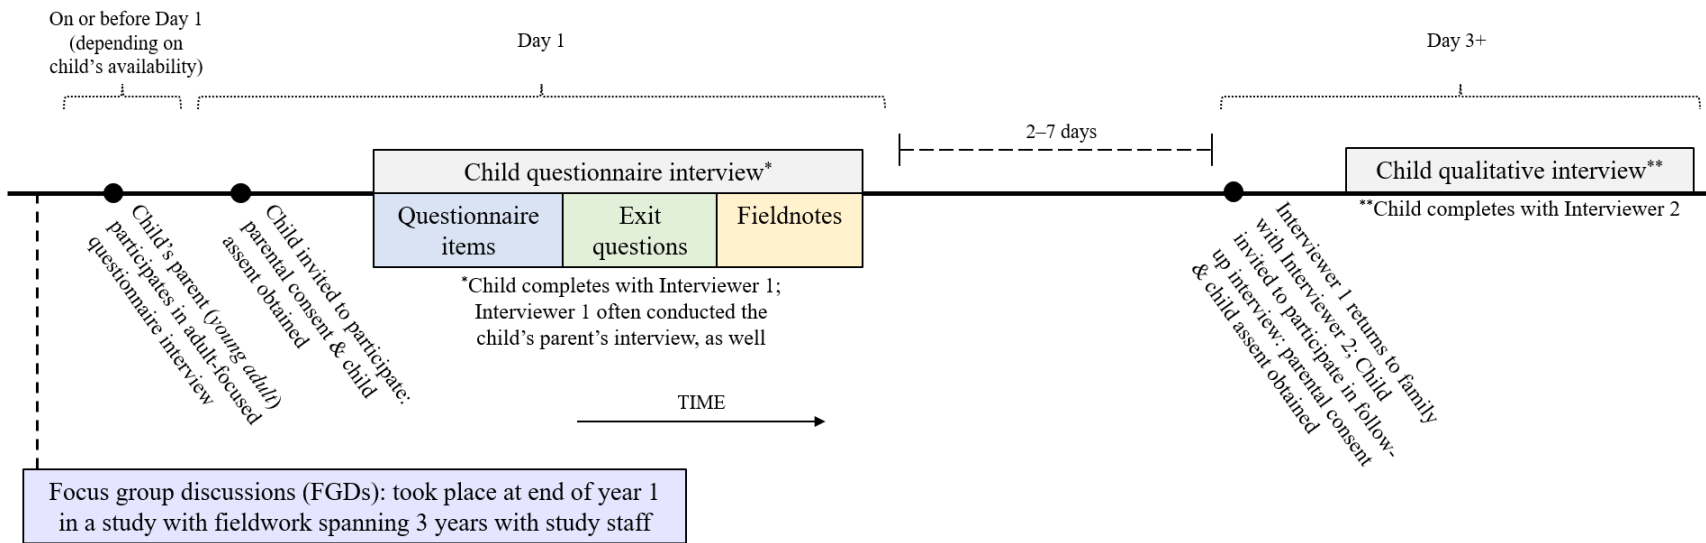 On or before Day 1
(depending on
child’s availability)
Day 1
Day 3+
2–7 days
Child questionnaire interview*
Questionnaire
items
Exit
questions
Fieldnotes
*Child completes with Interviewer 1;
Interviewer 1 often conducted the
child’s parent’s interview, as well
Child qualitative interview**
**Child completes with Interviewer 2
Child’s parent (young adult)
participates in adult-focused
questionnaire interview
Child invited to participate:
parental consent & child
assent obtained
Interviewer 1 returns to family
with Interviewer 2; Child
invited to participate in follow-
up interview: parental consent
& child assent obtained
TIME
Focus group discussions (FGDs): took place at end of year 1
in a study with fieldwork spanning 3 years with study staff